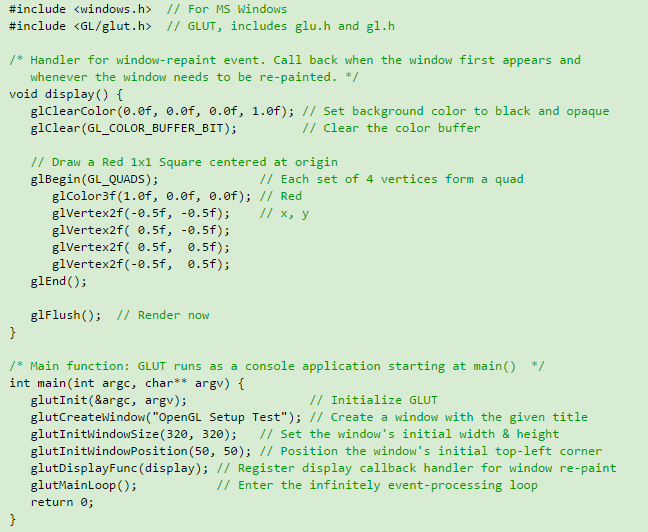 #include <windows.h>  // For MS Windows
#include <GL/glut.h>  // GLUT, includes glu.h and gl.h

/* Handler for window-repaint event. Call back when the window first appears and
   whenever the window needs to be re-painted. */
void display() {
   glClearColor(0.0f, 0.0f, 0.0f, 1.0f); // Set background color to black and opaque
   glClear(GL_COLOR_BUFFER_BIT);         // Clear the color buffer

   // Draw a Red 1x1 Square centered at origin
   glBegin(GL_QUADS);              // Each set of 4 vertices form a quad
      glColor3f(1.0f, 0.0f, 0.0f); // Red
      glVertex2f(-0.5f, -0.5f);    // x, y
      glVertex2f( 0.5f, -0.5f);
      glVertex2f( 0.5f,  0.5f);
      glVertex2f(-0.5f,  0.5f);
   glEnd();

   glFlush();  // Render now
}

/* Main function: GLUT runs as a console application starting at main()  */
int main(int argc, char** argv) {
   glutInit(&argc, argv);                 // Initialize GLUT
   glutCreateWindow("OpenGL Setup Test"); // Create a window with the given title
   glutInitWindowSize(320, 320);   // Set the window's initial width & height
   glutInitWindowPosition(50, 50); // Position the window's initial top-left corner
   glutDisplayFunc(display); // Register display callback handler for window re-paint
   glutMainLoop();           // Enter the infinitely event-processing loop
   return 0;
}